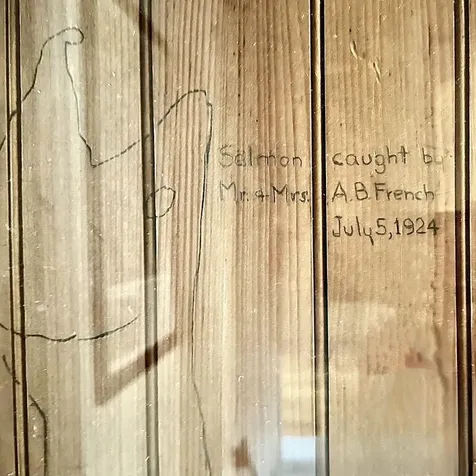 Salmon caught by
Mr. & Mrs. A.B. French
July 5, 1924